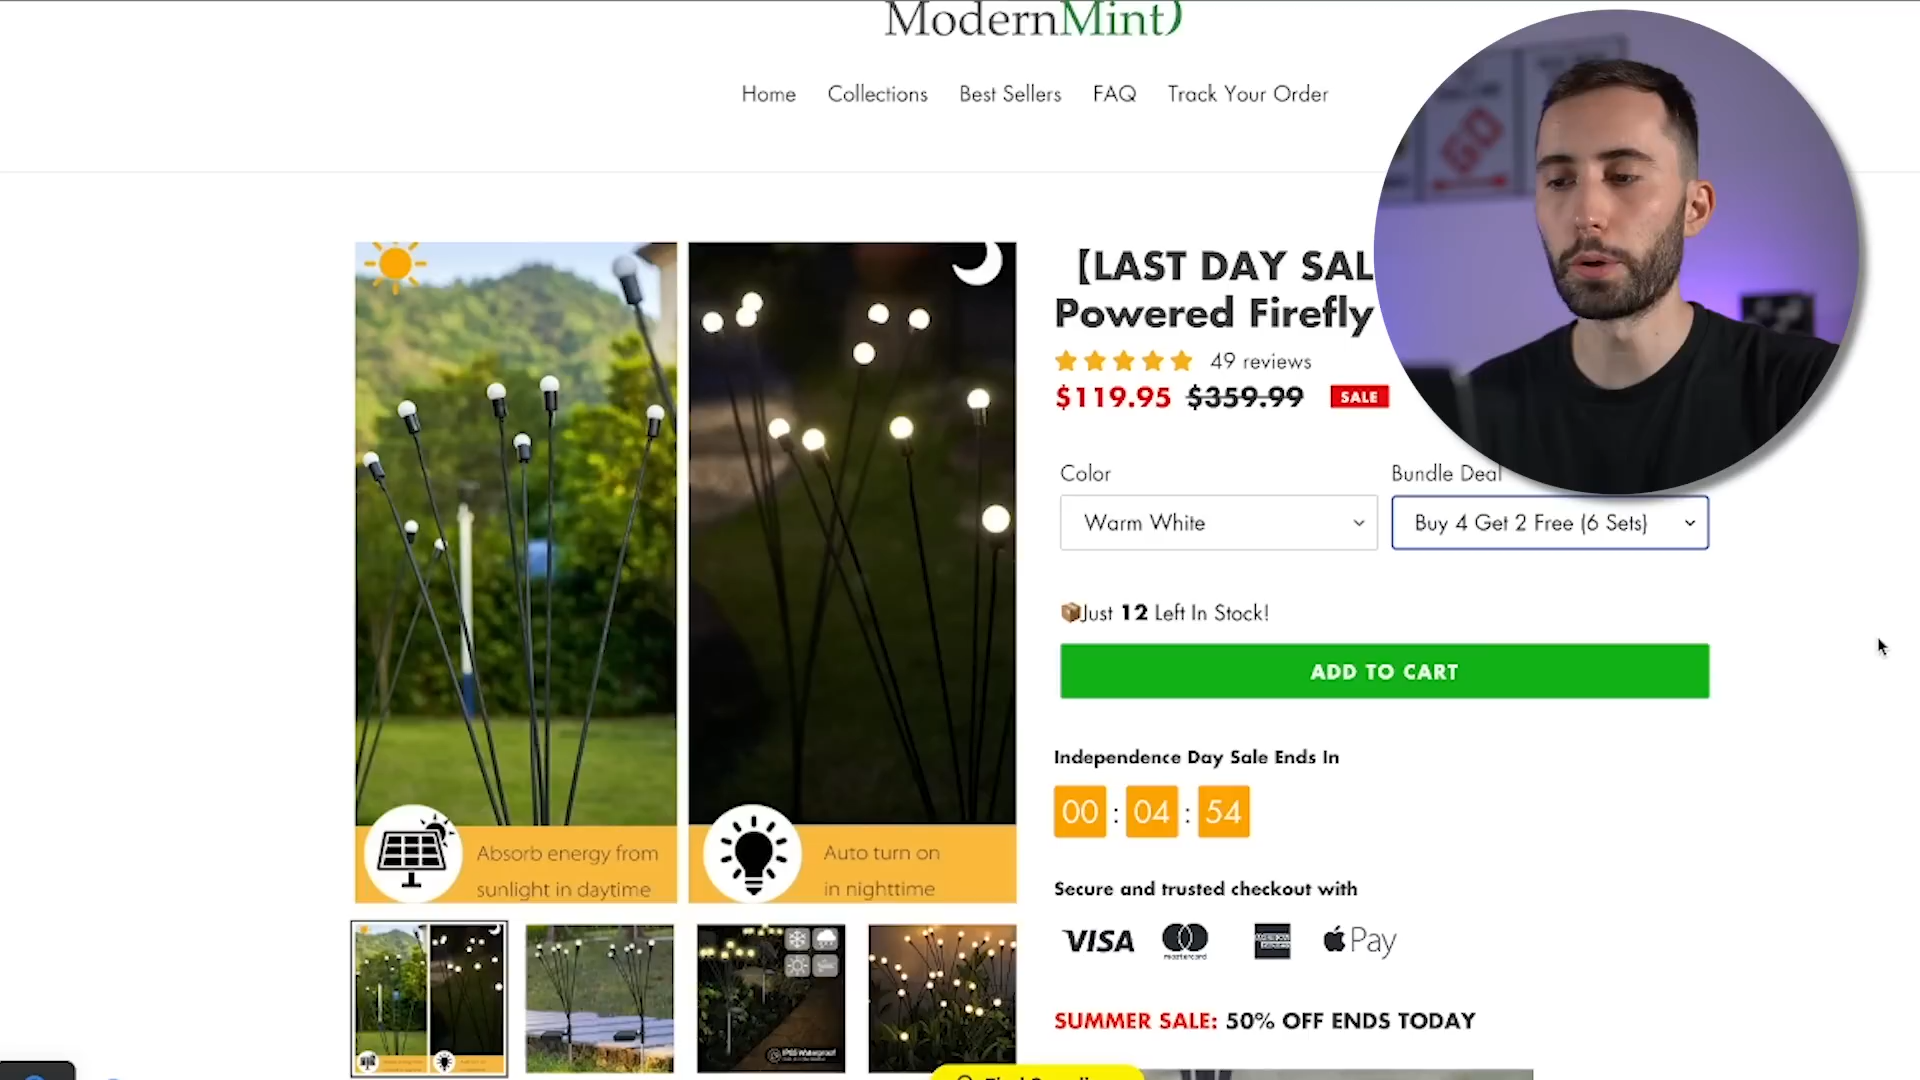 ModernMint)
Home Collections Best Sellers FAQ Track Your Order
GO
【LAST DAY SAL
Powered Firefly
49 reviews
$119.95 $359.99 SALE
Color
Bundle Deal
Warm White
Buy 4 Get 2 Free (6 Sets)
Just 12 Left In Stock!
ADD TO CART
Independence Day Sale Ends In
00 : 04 : 54
Absorb energy from
sunlight in daytime
Auto turn on
in nighttime
Secure and trusted checkout with
VISA mastercard Pay
SUMMER SALE: 50% OFF ENDS TODAY